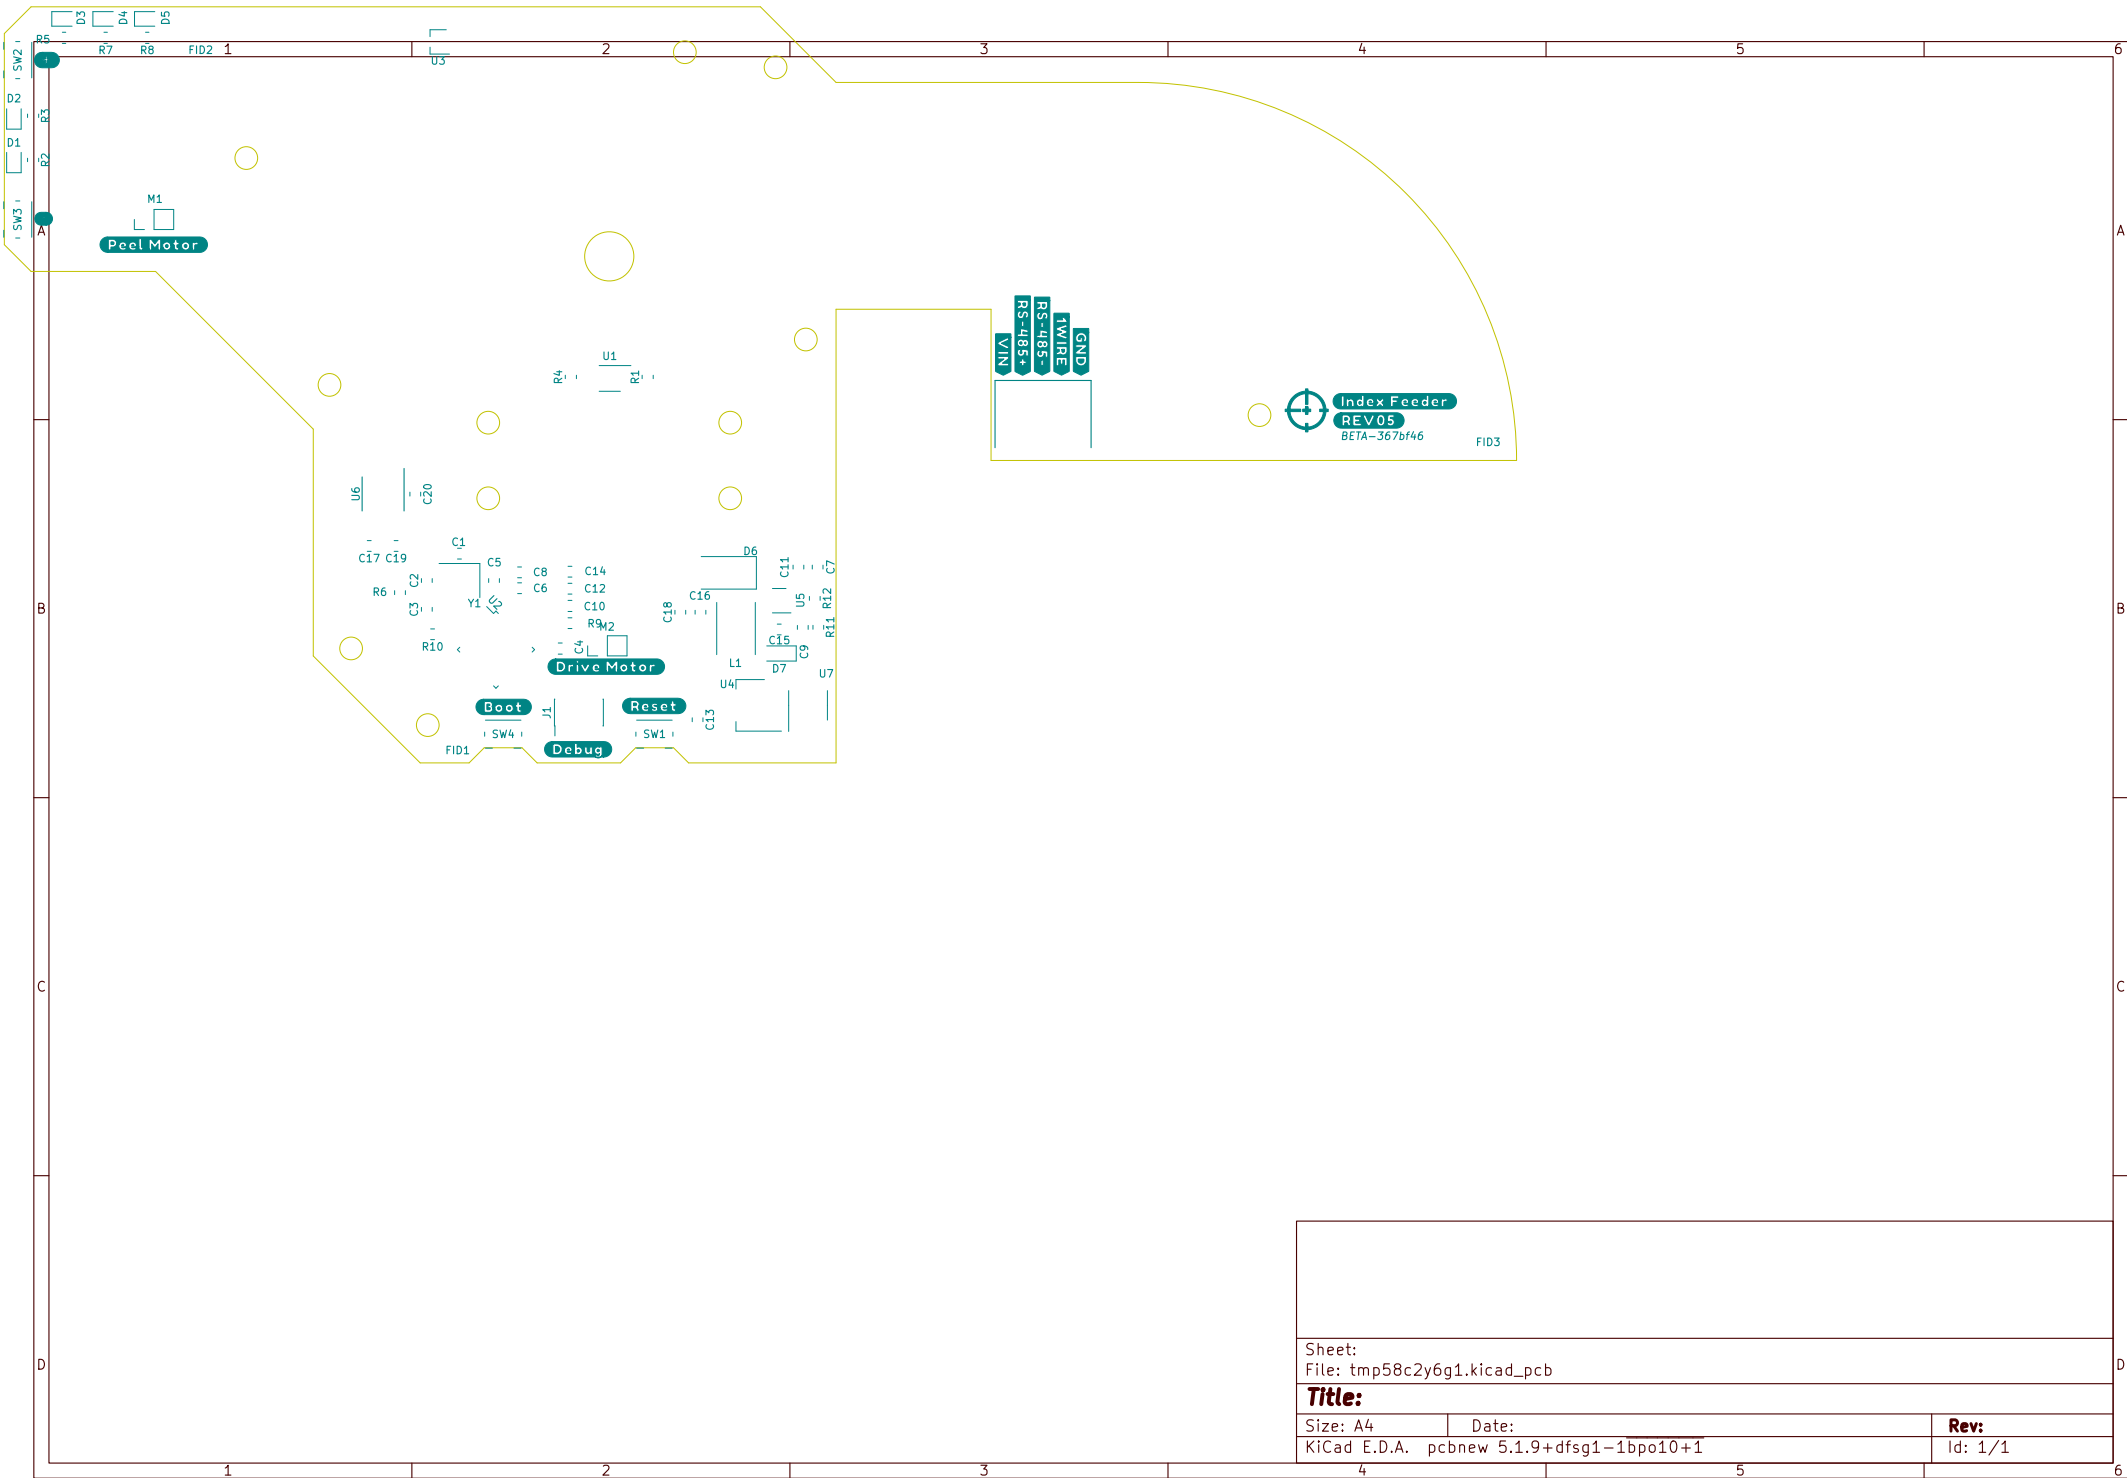 D3
D4
D5
R5
R7
R8
FID2
U3
1
2
3
4
5
6
SW2
+
D2
R3
D1
R2
SW3
-
M1
Peel Motor
A
A
VIN
RS-485+
RS-485-
1WIRE
GND
U1
R4
R1
Index Feeder
REV05
BETA-367bf46
FID3
U6
C20
C17
C19
C1
C5
C8
C6
C14
C12
C10
R9
M2
C2
R6
C3
Y1
U2
R10
C4
D6
C11
C7
C16
C18
U5
R12
R11
C15
C9
L1
D7
U4
U7
B
B
Drive Motor
Boot
J1
Reset
C13
SW4
SW1
FID1
Debug
C
C
D
D
Sheet:
File: tmp58c2y6g1.kicad_pcb
Title:
Size: A4
Date:
Rev:
KiCad E.D.A. pcbnew 5.1.9+dfsg1-1bpo10+1
Id: 1/1
1
2
3
4
5
6